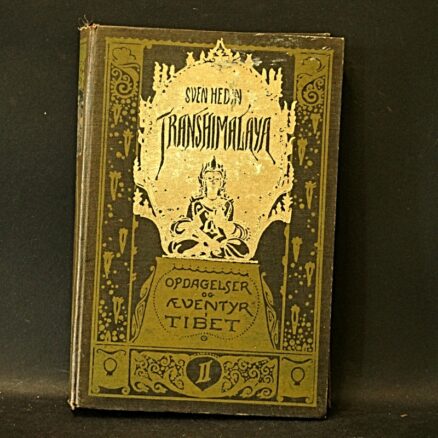 SVEN HEDIN
TRANSHIMALAYA
OPDAGELSER
OG
ÆVENTYR
TIBET
II